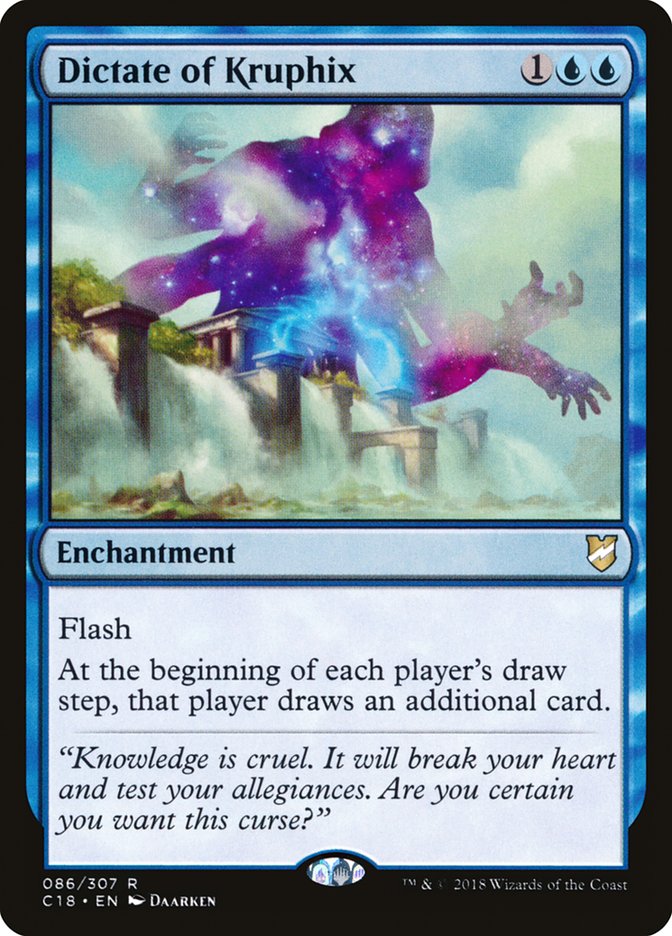 Dictate of Kruphix 1
Enchantment
Flash
At the beginning of each player's draw
step, that player draws an additional card.
"Knowledge is cruel. It will break your heart
and test your allegiances. Are you certain
you want this curse?"
086/307 R
C18 • EN Daarken
™ & © 2018 Wizards of the Coast